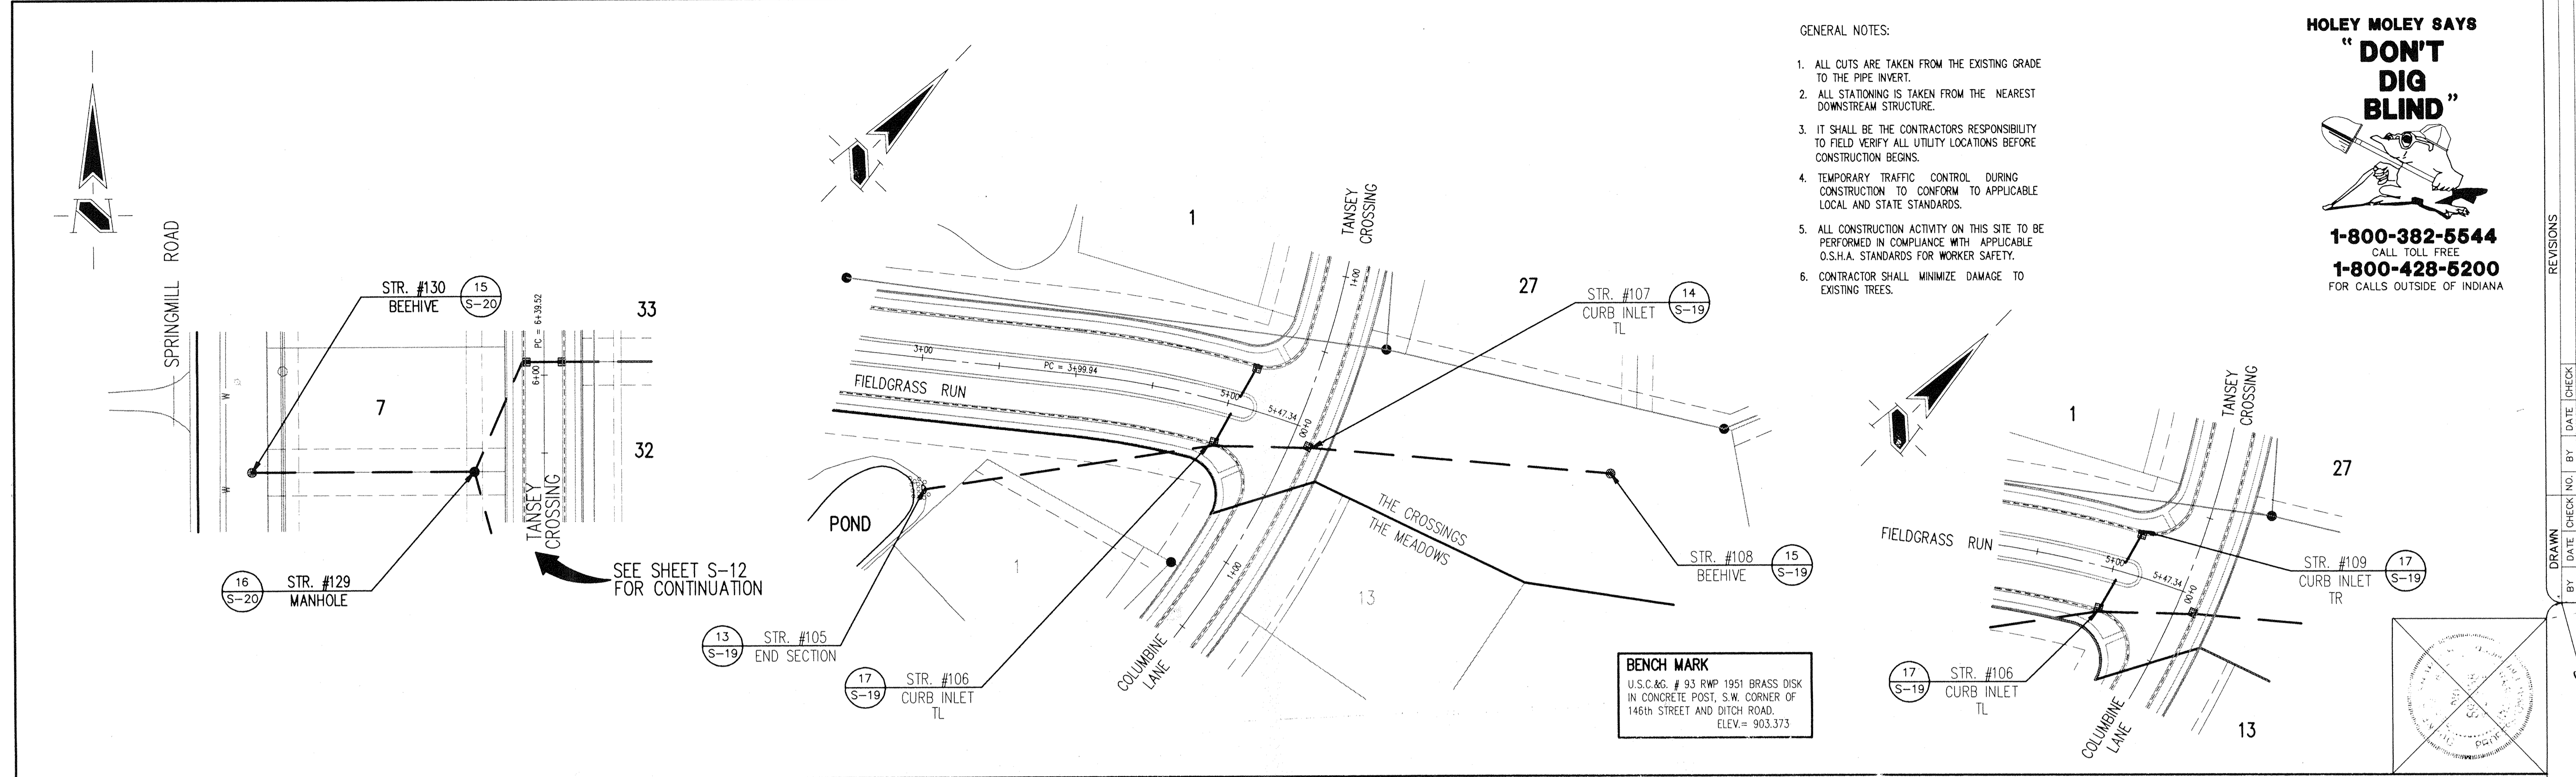 SPRINGMILL ROAD
N
STR. #130
BEEHIVE
15
S-20
W
W
7
PC = 6+39.52
6+00
33
32
TANSEY
CROSSING
16
S-20
STR. #129
MANHOLE
SEE SHEET S-12
FOR CONTINUATION
N
1
TANSEY
CROSSING
1+00
27
STR. #107
CURB INLET
TL
14
S-19
3+00
PC = 3+99.94
FIELDGRASS RUN
5+00
5+47.34
0+00
POND
1
1+00
THE CROSSINGS
THE MEADOWS
13
STR. #108
BEEHIVE
15
S-19
13
S-19
STR. #105
END SECTION
17
S-19
STR. #106
CURB INLET
TL
COLUMBINE
LANE
BENCH MARK
U.S.C.&G. # 93 RWP 1951 BRASS DISK
IN CONCRETE POST, S.W. CORNER OF
146th STREET AND DITCH ROAD.
ELEV.= 903.373
GENERAL NOTES:
1. ALL CUTS ARE TAKEN FROM THE EXISTING GRADE
TO THE PIPE INVERT.
2. ALL STATIONING IS TAKEN FROM THE NEAREST
DOWNSTREAM STRUCTURE.
3. IT SHALL BE THE CONTRACTORS RESPONSIBILITY
TO FIELD VERIFY ALL UTILITY LOCATIONS BEFORE
CONSTRUCTION BEGINS.
4. TEMPORARY TRAFFIC CONTROL DURING
CONSTRUCTION TO CONFORM TO APPLICABLE
LOCAL AND STATE STANDARDS.
5. ALL CONSTRUCTION ACTIVITY ON THIS SITE TO BE
PERFORMED IN COMPLIANCE WITH APPLICABLE
O.S.H.A. STANDARDS FOR WORKER SAFETY.
6. CONTRACTOR SHALL MINIMIZE DAMAGE TO
EXISTING TREES.
HOLEY MOLEY SAYS
"DON'T
DIG
BLIND"
1-800-382-5544
CALL TOLL FREE
1-800-428-5200
FOR CALLS OUTSIDE OF INDIANA
N
1
TANSEY
CROSSING
27
FIELDGRASS RUN
5+00
5+47.34
0+00
STR. #109
CURB INLET
TR
17
S-19
17
S-19
STR. #106
CURB INLET
TL
COLUMBINE
LANE
13
REVISIONS
DRAWN
BY DATE CHECK NO. BY DATE CHECK